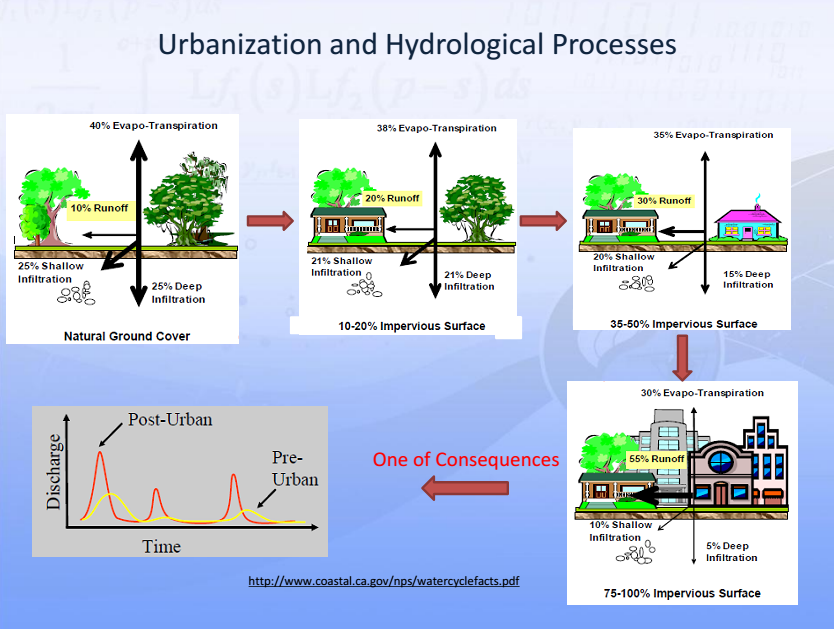 Urbanization and Hydrological Processes
40% Evapo-Transpiration
10% Runoff
25% Shallow
Infiltration
25% Deep
Infiltration
Natural Ground Cover
38% Evapo-Transpiration
20% Runoff
21% Shallow
Infiltration
21% Deep
Infiltration
10-20% Impervious Surface
35% Evapo-Transpiration
30% Runoff
20% Shallow
Infiltration
15% Deep
Infiltration
35-50% Impervious Surface
30% Evapo-Transpiration
55% Runoff
10% Shallow
Infiltration
5% Deep
Infiltration
75-100% Impervious Surface
One of Consequences
Post-Urban
Pre-
Urban
Discharge
Time
http://www.coastal.ca.gov/nps/watercyclefacts.pdf